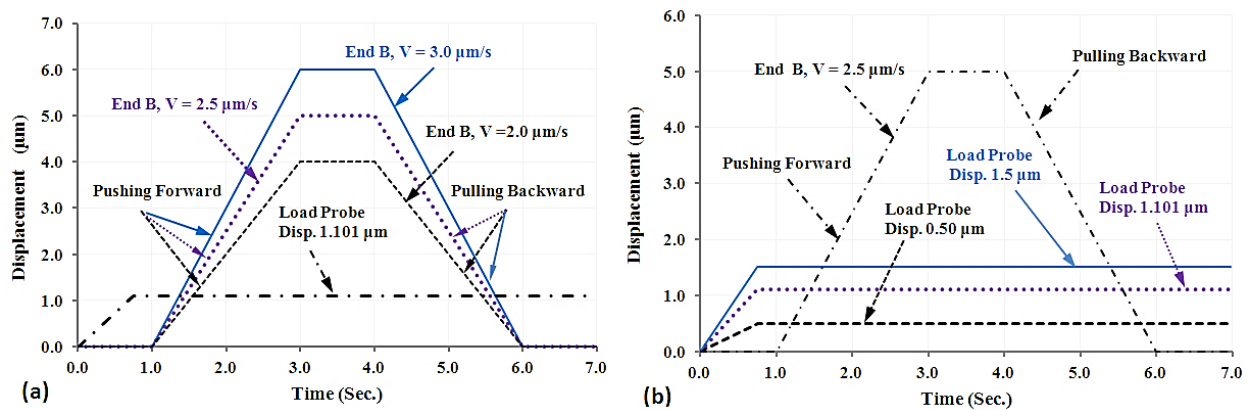 7.0
6.0
5.0
4.0
3.0
2.0
1.0
0.0
Displacement (µm)
End B, V = 3.0 µm/s
End B, V = 2.5 µm/s
End B, V =2.0 µm/s
Pushing Forward
Pulling Backward
Load Probe
Disp. 1.101 µm
0.0 1.0 2.0 3.0 4.0 5.0 6.0 7.0
Time (Sec.)
(a)
6.0
5.0
4.0
3.0
2.0
1.0
0.0
Displacement (µm)
Pulling Backward
End B, V = 2.5 µm/s
Pushing Forward
Load Probe
Disp. 1.5 µm
Load Probe
Disp. 1.101 µm
Load Probe
Disp. 0.50 µm
0.0 1.0 2.0 3.0 4.0 5.0 6.0 7.0
Time (Sec.)
(b)